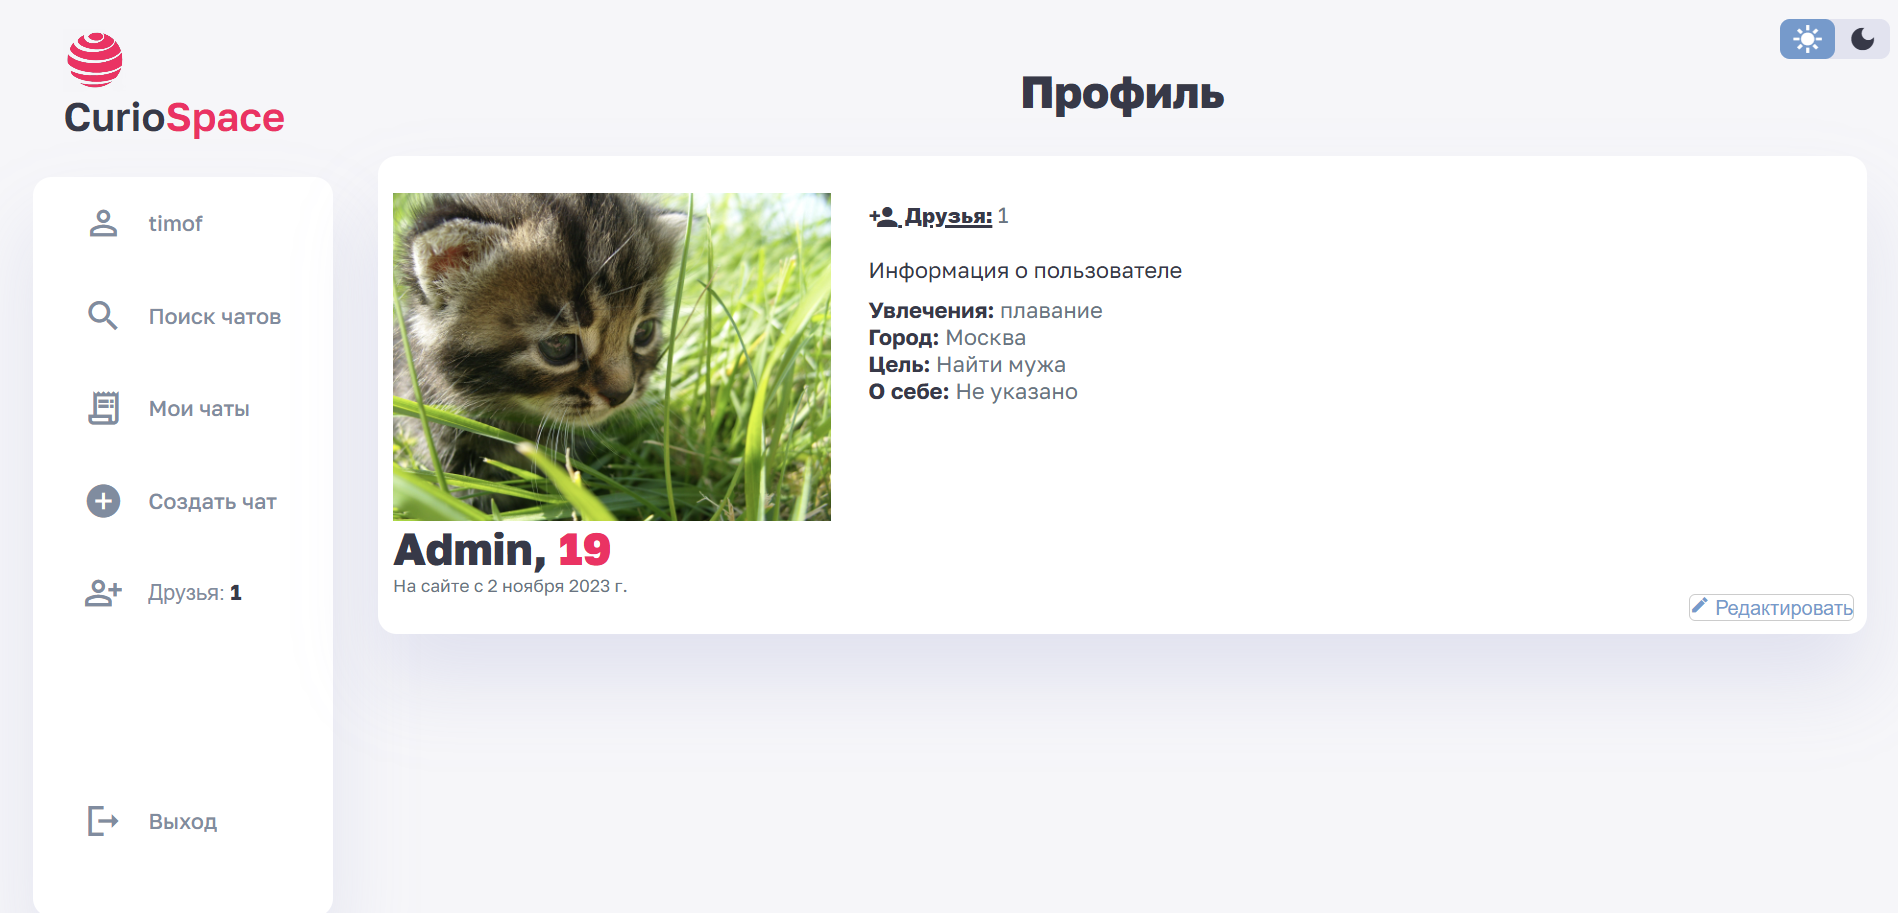 CurioSpace
timof
Поиск чатов
Мои чаты
Создать чат
Друзья: 1
Выход
Профиль
Друзья: 1
Информация о пользователе
Увлечения: плавание
Город: Москва
Цель: Найти мужа
О себе: Не указано
Admin, 19
На сайте с 2 ноября 2023 г.
Редактировать